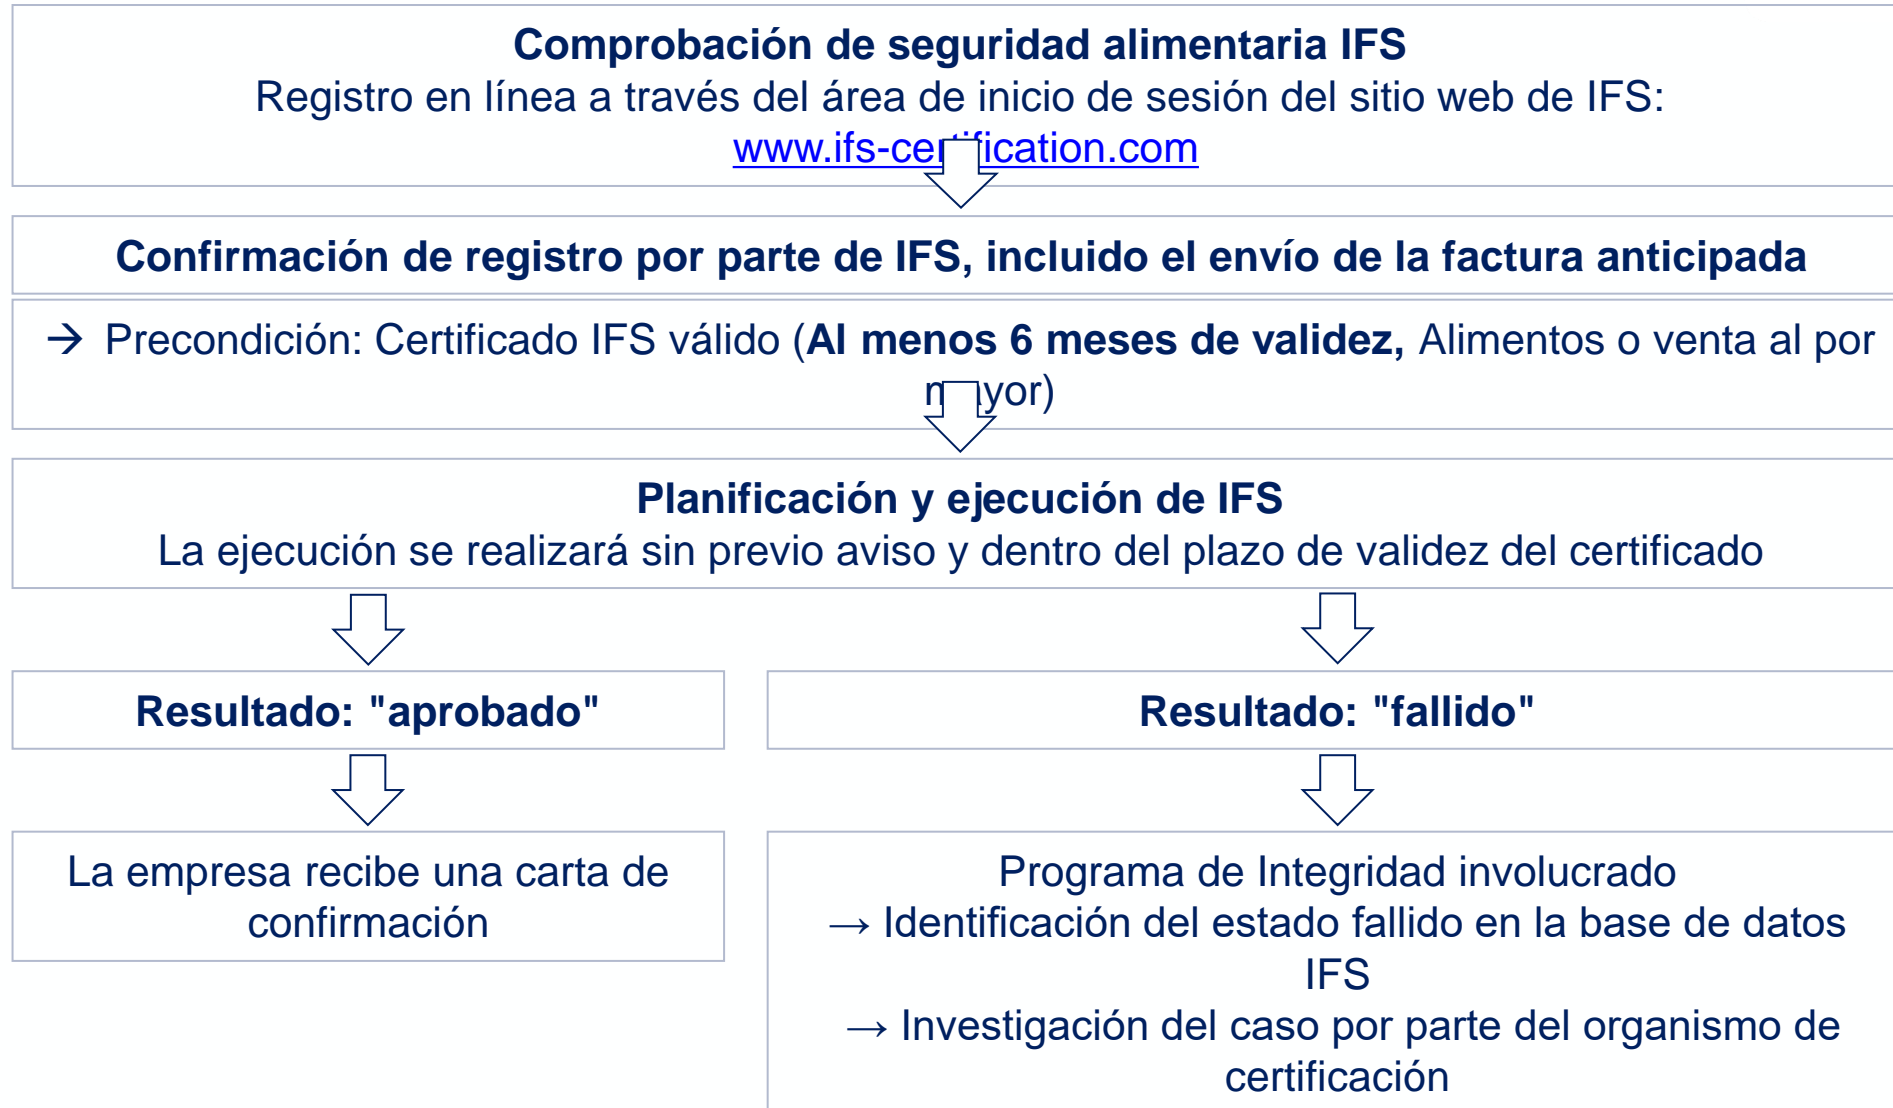 Comprobación de seguridad alimentaria IFS
Registro en línea a través del área de inicio de sesión del sitio web de IFS:
www.ifs-certification.com
Confirmación de registro por parte de IFS, incluido el envío de la factura anticipada
→ Precondición: Certificado IFS válido (Al menos 6 meses de validez, Alimentos o venta al por
mayor)
Planificación y ejecución de IFS
La ejecución se realizará sin previo aviso y dentro del plazo de validez del certificado
Resultado: "aprobado"
Resultado: "fallido"
La empresa recibe una carta de
confirmación
Programa de Integridad involucrado
→ Identificación del estado fallido en la base de datos
IFS
→ Investigación del caso por parte del organismo de
certificación